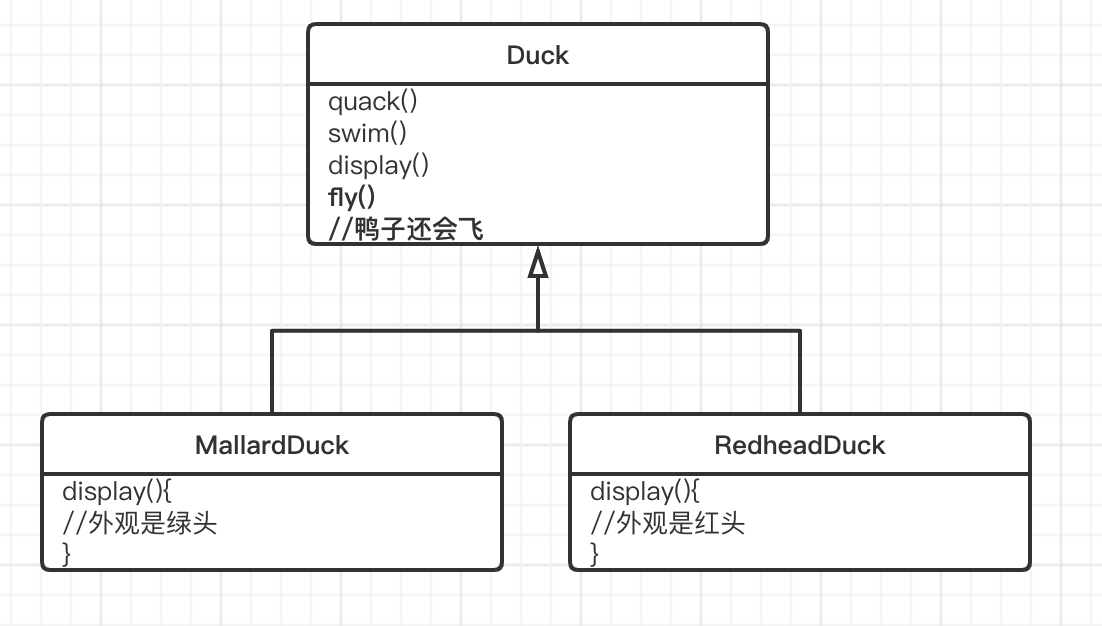 Duck
quack()
swim()
display()
fly()
//鸭子还会飞
MallardDuck
display(){
//外观是绿头
}
RedheadDuck
display(){
//外观是红头
}